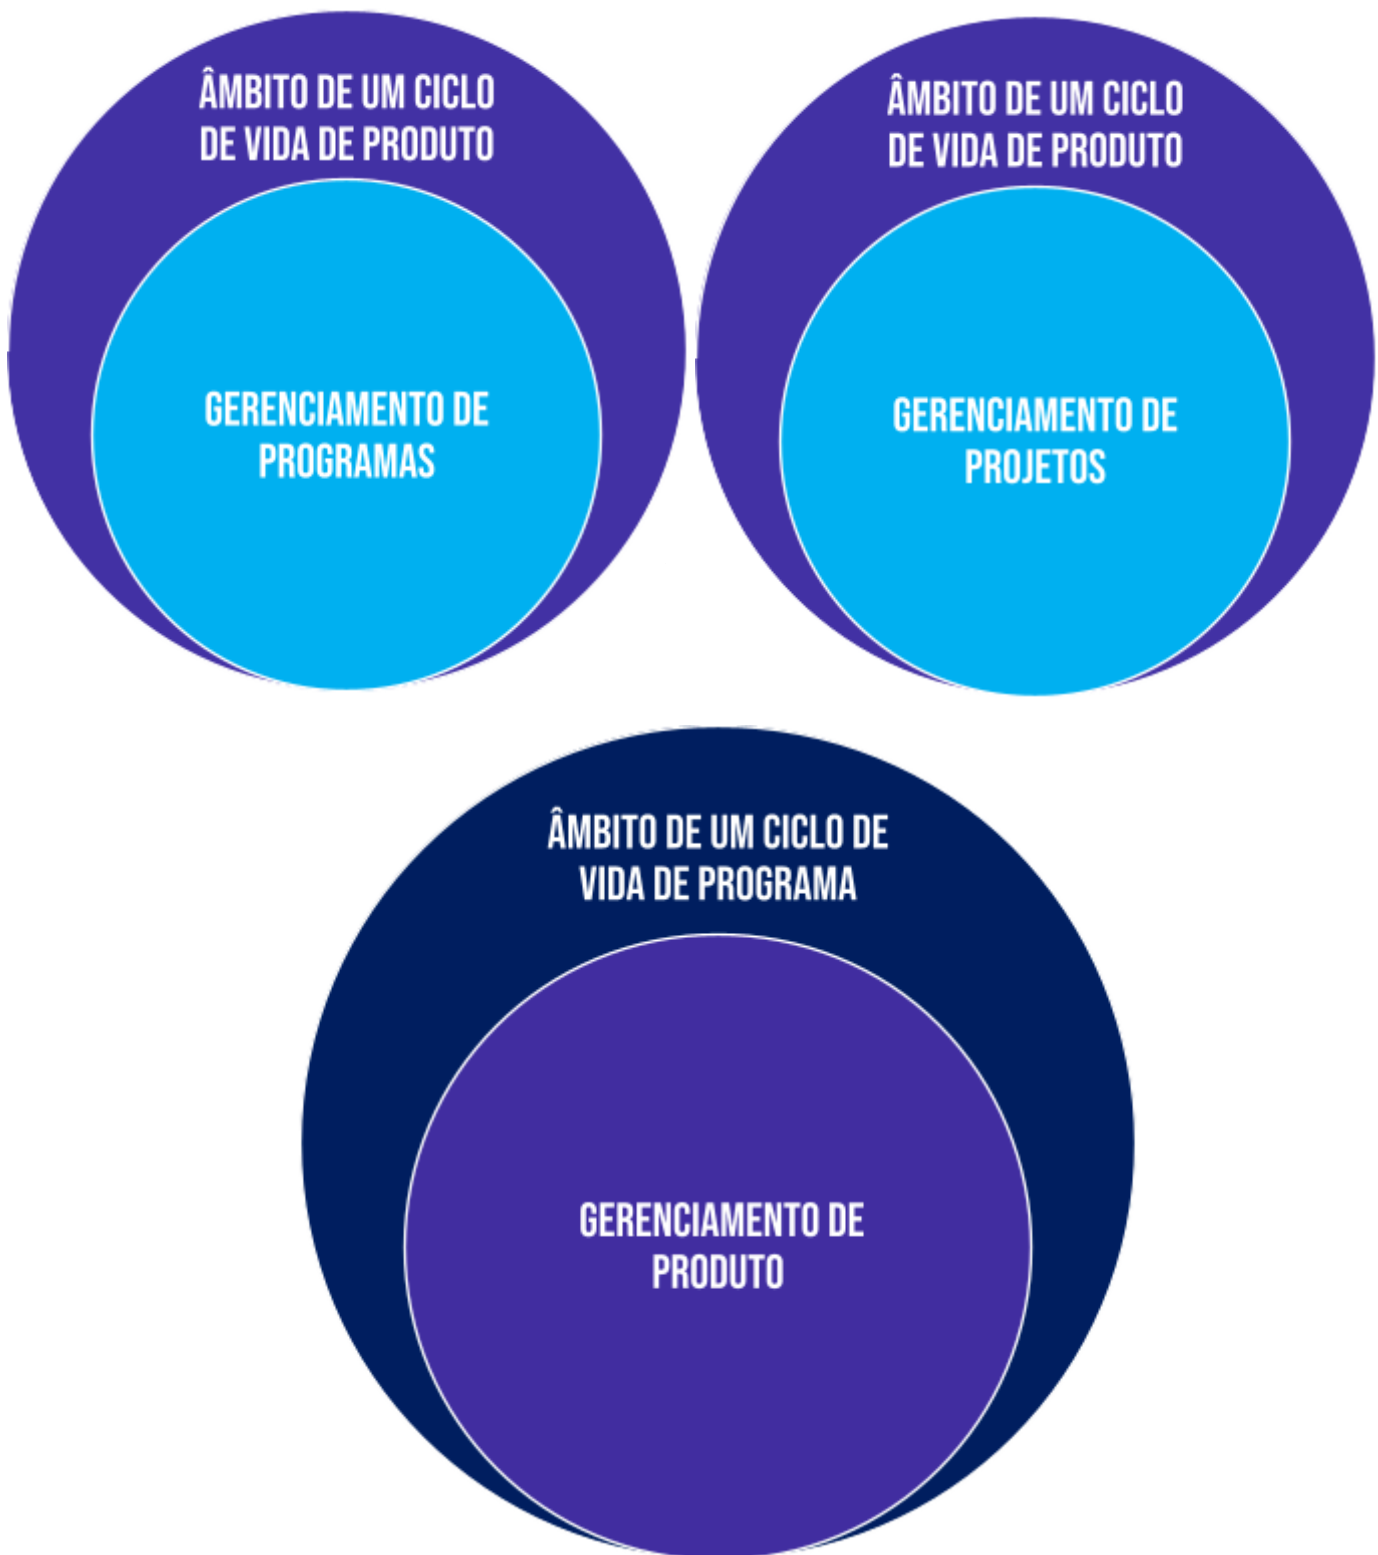 ÂMBITO DE UM CICLO
DE VIDA DE PRODUTO
GERENCIAMENTO DE
PROGRAMAS
ÂMBITO DE UM CICLO
DE VIDA DE PRODUTO
GERENCIAMENTO DE
PROJETOS
ÂMBITO DE UM CICLO DE
VIDA DE PROGRAMA
GERENCIAMENTO DE
PRODUTO